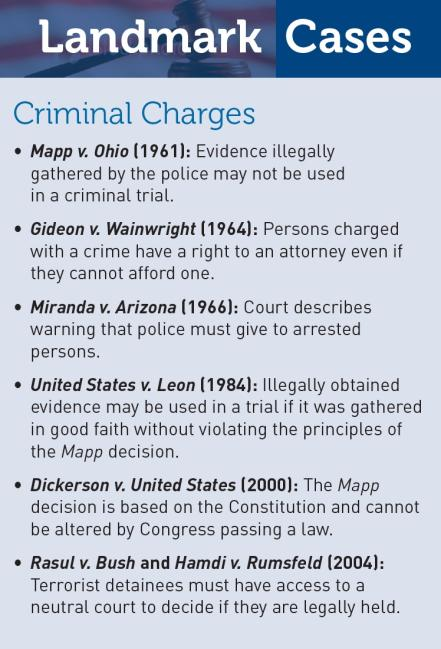 Landmark Cases
Criminal Charges
• Mapp v. Ohio (1961): Evidence illegally
gathered by the police may not be used
in a criminal trial.
• Gideon v. Wainwright (1964): Persons charged
with a crime have a right to an attorney even if
they cannot afford one.
• Miranda v. Arizona (1966): Court describes
warning that police must give to arrested
persons.
• United States v. Leon (1984): Illegally obtained
evidence may be used in a trial if it was gathered
in good faith without violating the principles of
the Mapp decision.
• Dickerson v. United States (2000): The Mapp
decision is based on the Constitution and cannot
be altered by Congress passing a law.
• Rasul v. Bush and Hamdi v. Rumsfeld (2004):
Terrorist detainees must have access to a
neutral court to decide if they are legally held.